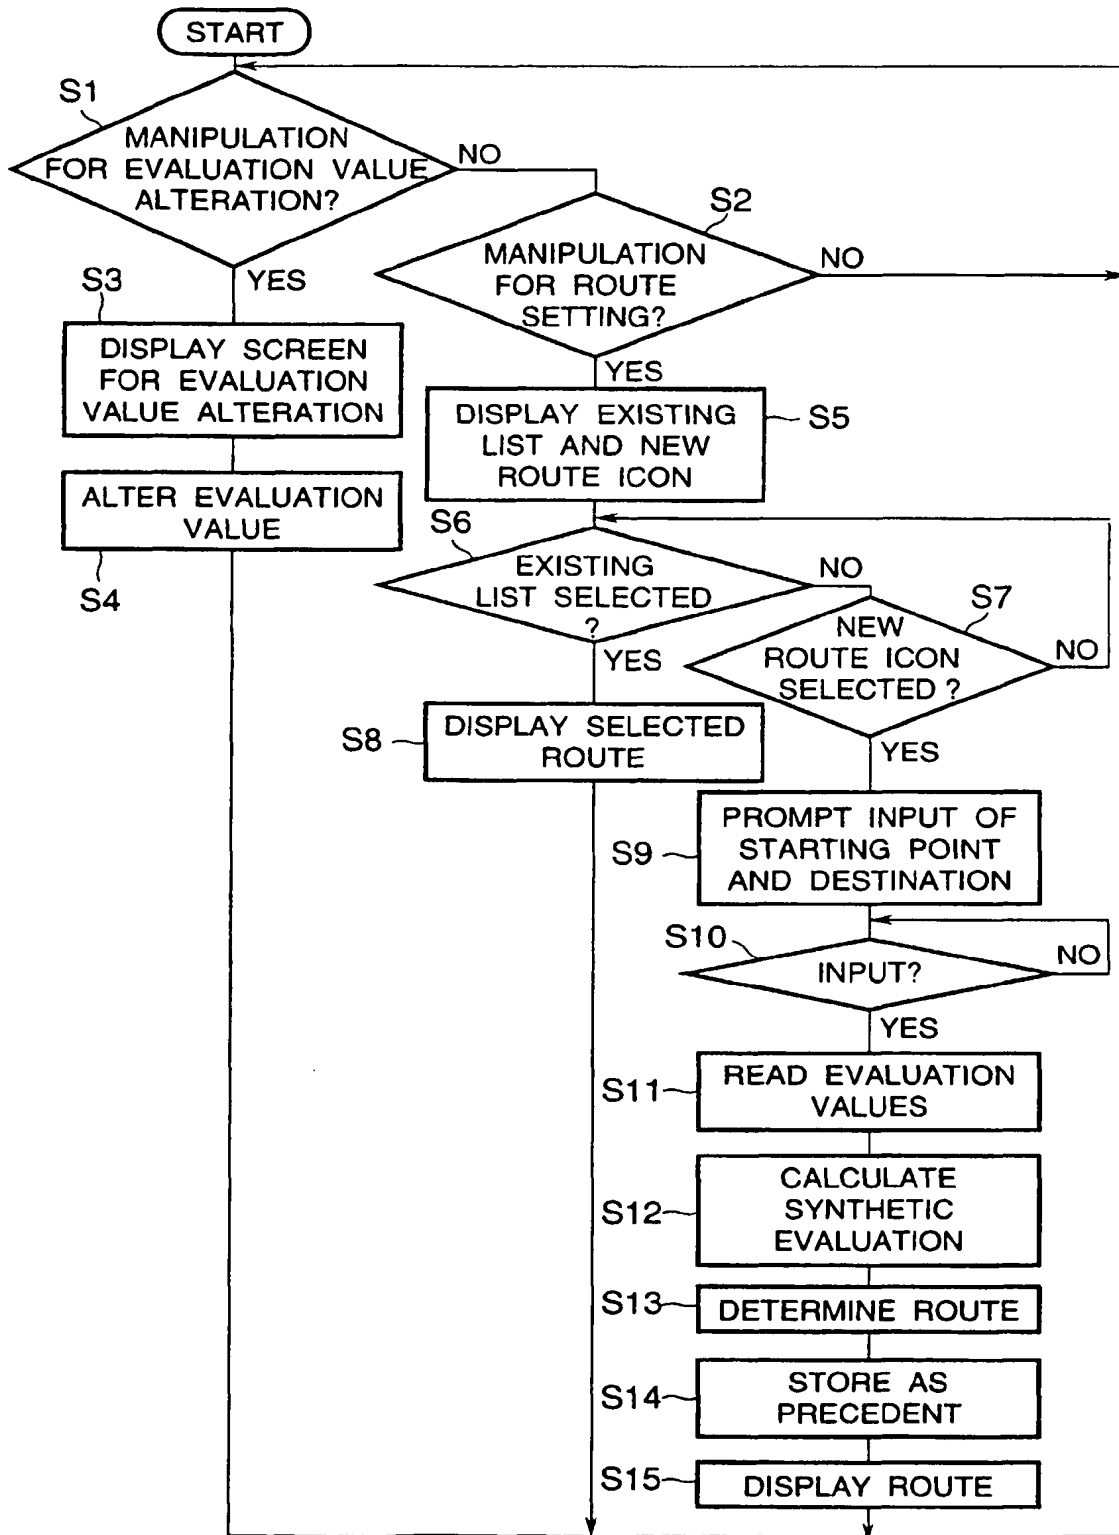 START
S1
MANIPULATION
FOR EVALUATION VALUE
ALTERATION?
NO
YES
S2
MANIPULATION
FOR ROUTE
SETTING?
NO
YES
S3
DISPLAY SCREEN
FOR EVALUATION
VALUE ALTERATION
ALTER EVALUATION
VALUE
S4
DISPLAY EXISTING
LIST AND NEW
ROUTE ICON
S5
S6
EXISTING
LIST SELECTED
?
NO
YES
S7
NEW
ROUTE ICON
SELECTED ?
NO
YES
S8
DISPLAY SELECTED
ROUTE
S9
PROMPT INPUT OF
STARTING POINT
AND DESTINATION
S10
INPUT?
NO
YES
S11
READ EVALUATION
VALUES
S12
CALCULATE
SYNTHETIC
EVALUATION
S13
DETERMINE ROUTE
S14
STORE AS
PRECEDENT
S15
DISPLAY ROUTE